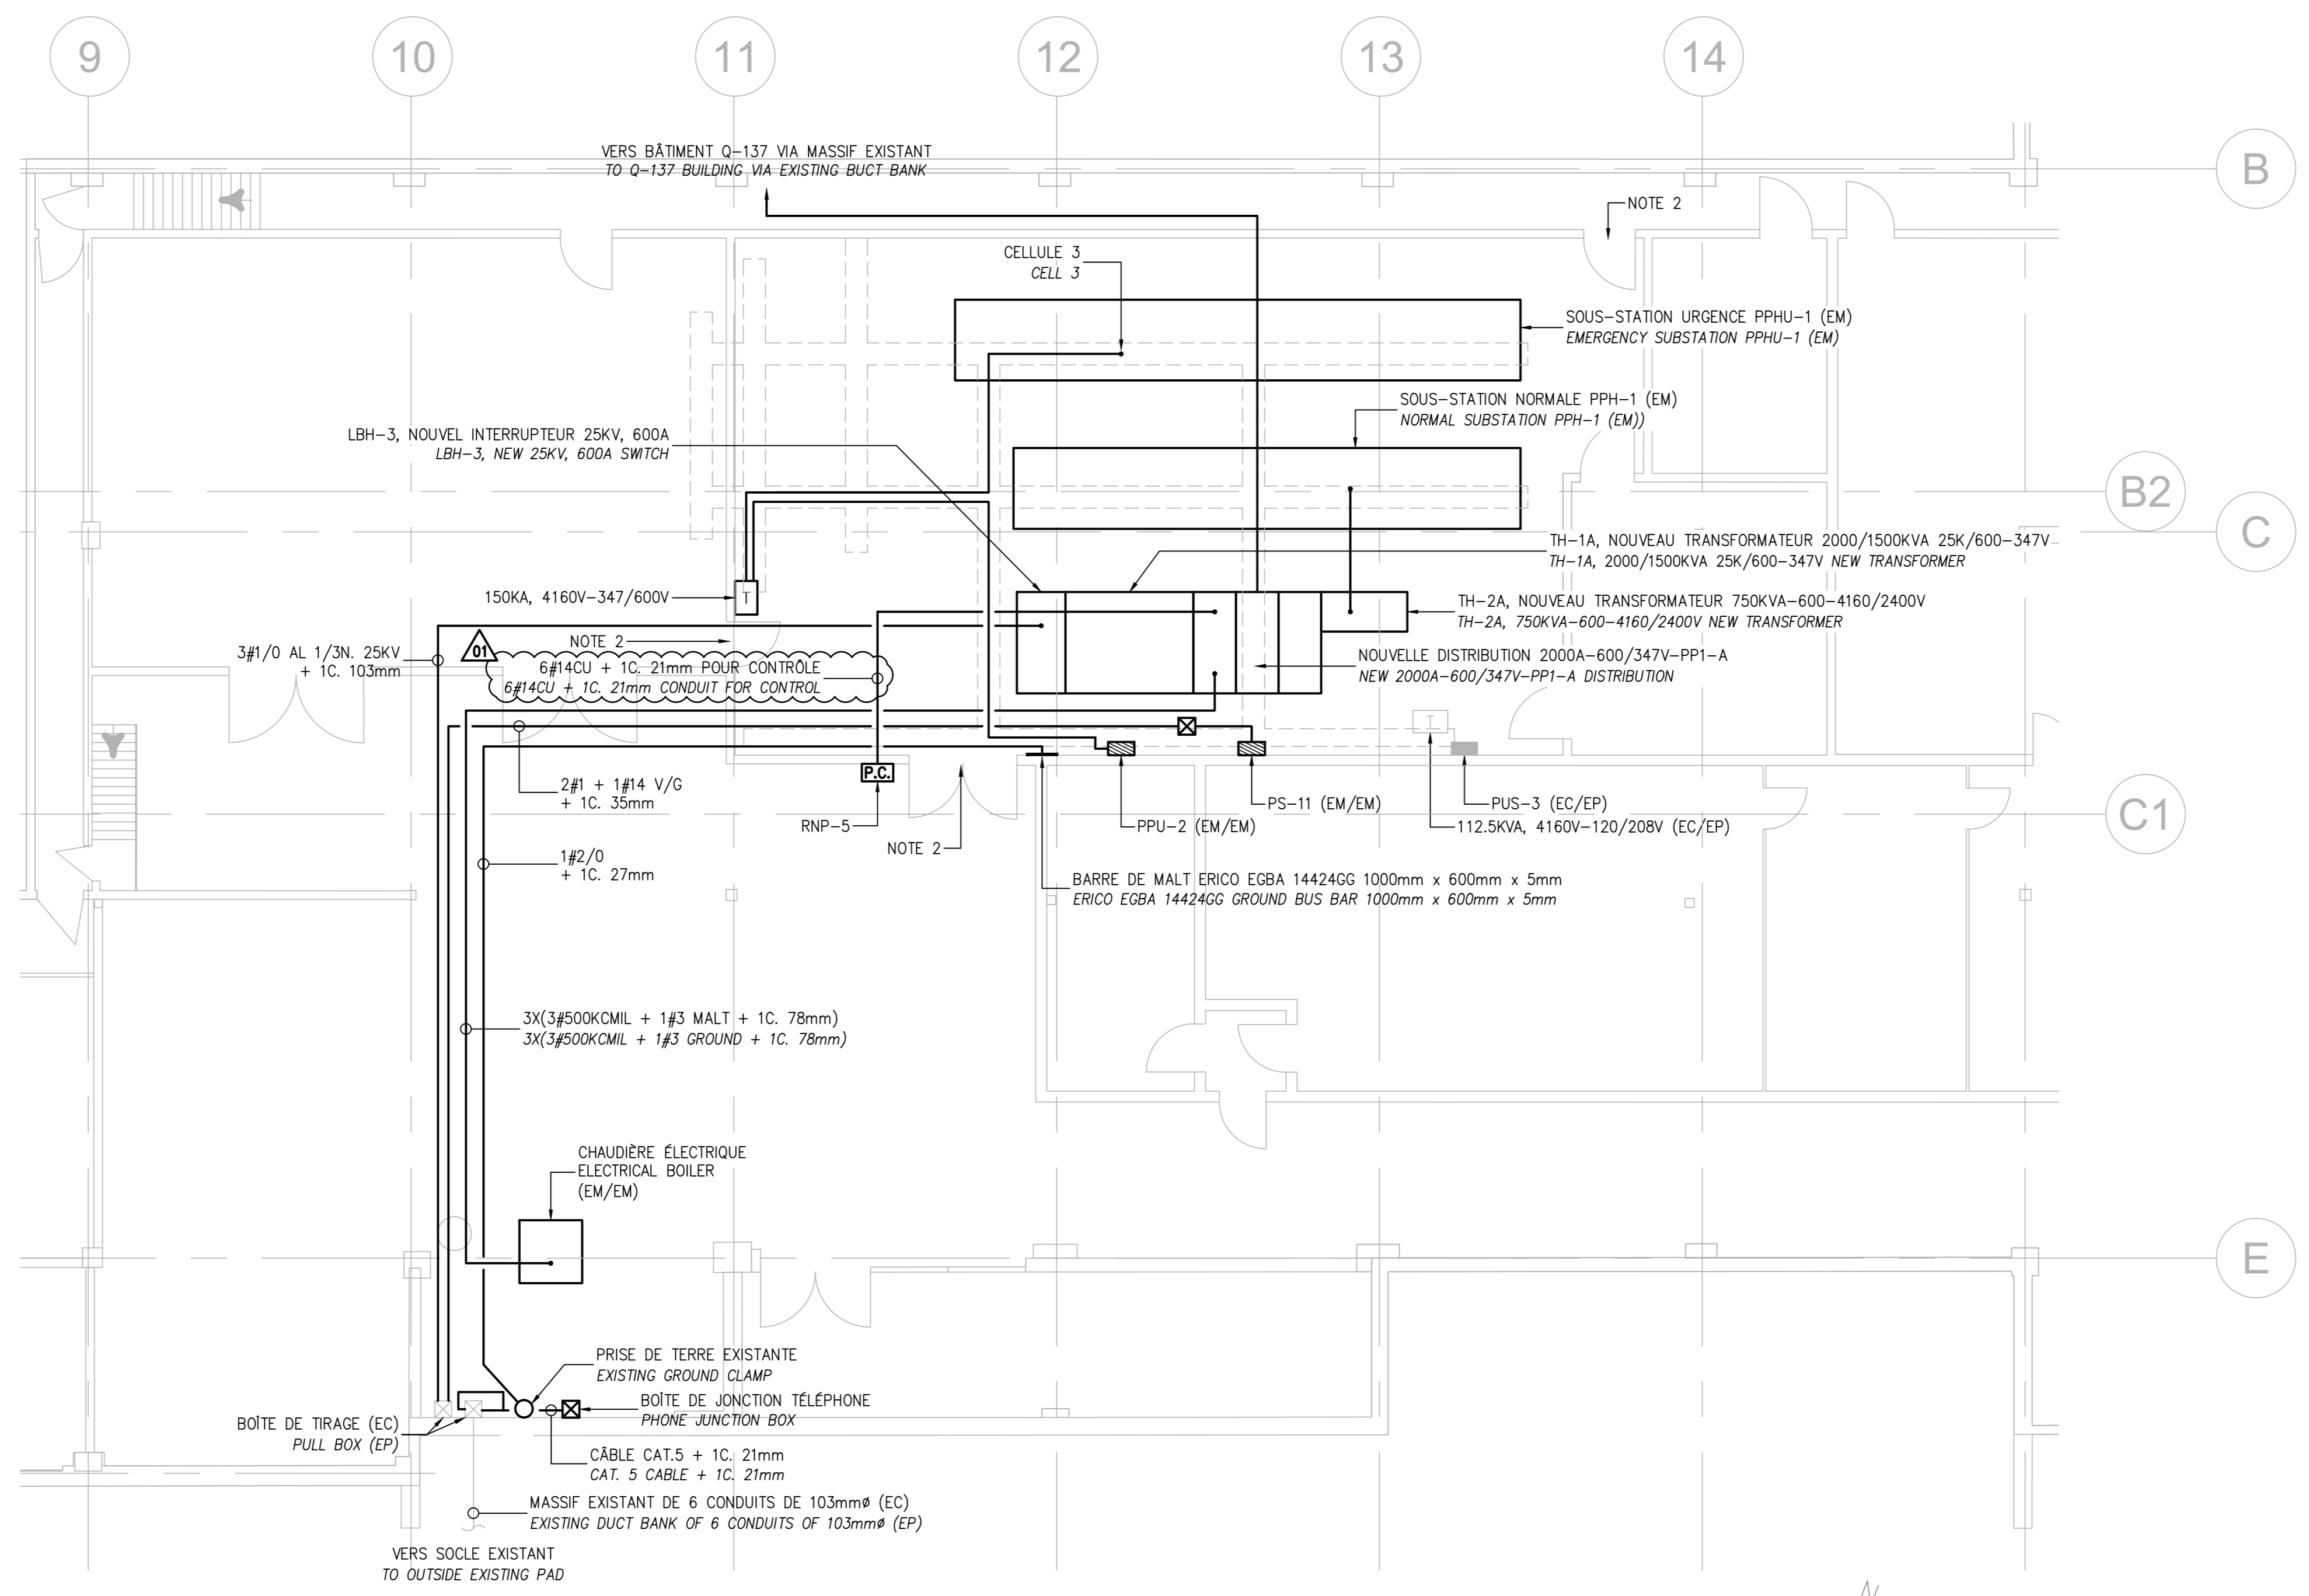 9
10
11
12
13
14
B
VERS BÂTIMENT Q-137 VIA MASSIF EXISTANT
TO Q-137 BUILDING VIA EXISTING BUCT BANK
NOTE 2
CELLULE 3
CELL 3
SOUS-STATION URGENCE PPHU-1 (EM)
EMERGENCY SUBSTATION PPHU-1 (EM)
SOUS-STATION NORMALE PPH-1 (EM)
NORMAL SUBSTATION PPH-1 (EM))
LBH-3, NOUVEL INTERRUPTEUR 25KV, 600A
LBH-3, NEW 25KV, 600A SWITCH
B2
C
TH-1A, NOUVEAU TRANSFORMATEUR 2000/1500KVA 25K/600-347V
TH-1A, 2000/1500KVA 25K/600-347V NEW TRANSFORMER
150KA, 4160V-347/600V
T
TH-2A, NOUVEAU TRANSFORMATEUR 750KVA-600-4160/2400V
TH-2A, 750KVA-600-4160/2400V NEW TRANSFORMER
NOTE 2
01
3#1/0 AL 1/3N. 25KV
+ 1C. 103mm
6#14CU + 1C. 21mm POUR CONTRÔLE
6#14CU + 1C. 21mm CONDUIT FOR CONTROL
NOUVELLE DISTRIBUTION 2000A-600/347V-PP1-A
NEW 2000A-600/347V-PP1-A DISTRIBUTION
T
P.C.
2#1 + 1#14 V/G
+ 1C. 35mm
PS-11 (EM/EM)
PUS-3 (EC/EP)
RNP-5
PPU-2 (EM/EM)
112.5KVA, 4160V-120/208V (EC/EP)
C1
NOTE 2
1#2/0
+ 1C. 27mm
BARRE DE MALT ERICO EGBA 14424GG 1000mm x 600mm x 5mm
ERICO EGBA 14424GG GROUND BUS BAR 1000mm x 600mm x 5mm
3X(3#500KCMIL + 1#3 MALT + 1C. 78mm)
3X(3#500KCMIL + 1#3 GROUND + 1C. 78mm)
CHAUDIÈRE ÉLECTRIQUE
ELECTRICAL BOILER
(EM/EM)
E
PRISE DE TERRE EXISTANTE
EXISTING GROUND CLAMP
BOÎTE DE JONCTION TÉLÉPHONE
PHONE JUNCTION BOX
BOÎTE DE TIRAGE (EC)
PULL BOX (EP)
CÂBLE CAT.5 + 1C. 21mm
CAT. 5 CABLE + 1C. 21mm
MASSIF EXISTANT DE 6 CONDUITS DE 103mmø (EC)
EXISTING DUCT BANK OF 6 CONDUITS OF 103mmø (EP)
VERS SOCLE EXISTANT
TO OUTSIDE EXISTING PAD